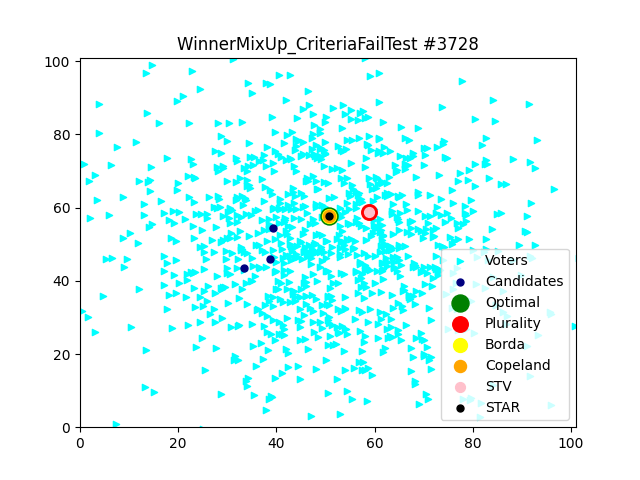 WinnerMixUp_CriteriaFailTest #3728
100
80
60
40
20
0
0 20 40 60 80 100
Voters
Candidates
Optimal
Plurality
Borda
Copeland
STV
STAR